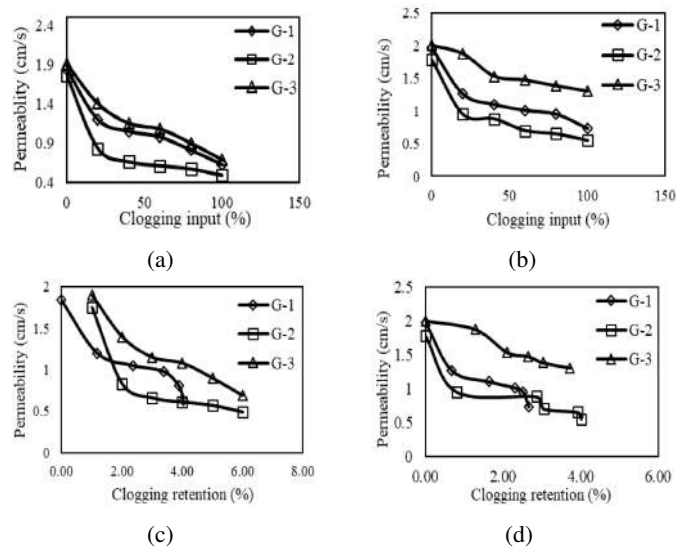 2.4
1.9
1.4
0.9
0.4
Permeablity (cm/s)
0
50
100
150
Clogging input (%)
G-1
G-2
G-3
(a)
2.5
2
1.5
1
0.5
0
Permeability (cm/s)
0
50
100
150
Clogging input (%)
G-1
G-2
G-3
(b)
2
1.5
1
0.5
0
Permeability (cm/s)
0.00
2.00
4.00
6.00
8.00
Clogging retention (%)
G-1
G-2
G-3
(c)
2.5
2
1.5
1
0.5
0
Permeability (cm/s)
0.00
2.00
4.00
6.00
Clogging retention (%)
G-1
G-2
G-3
(d)